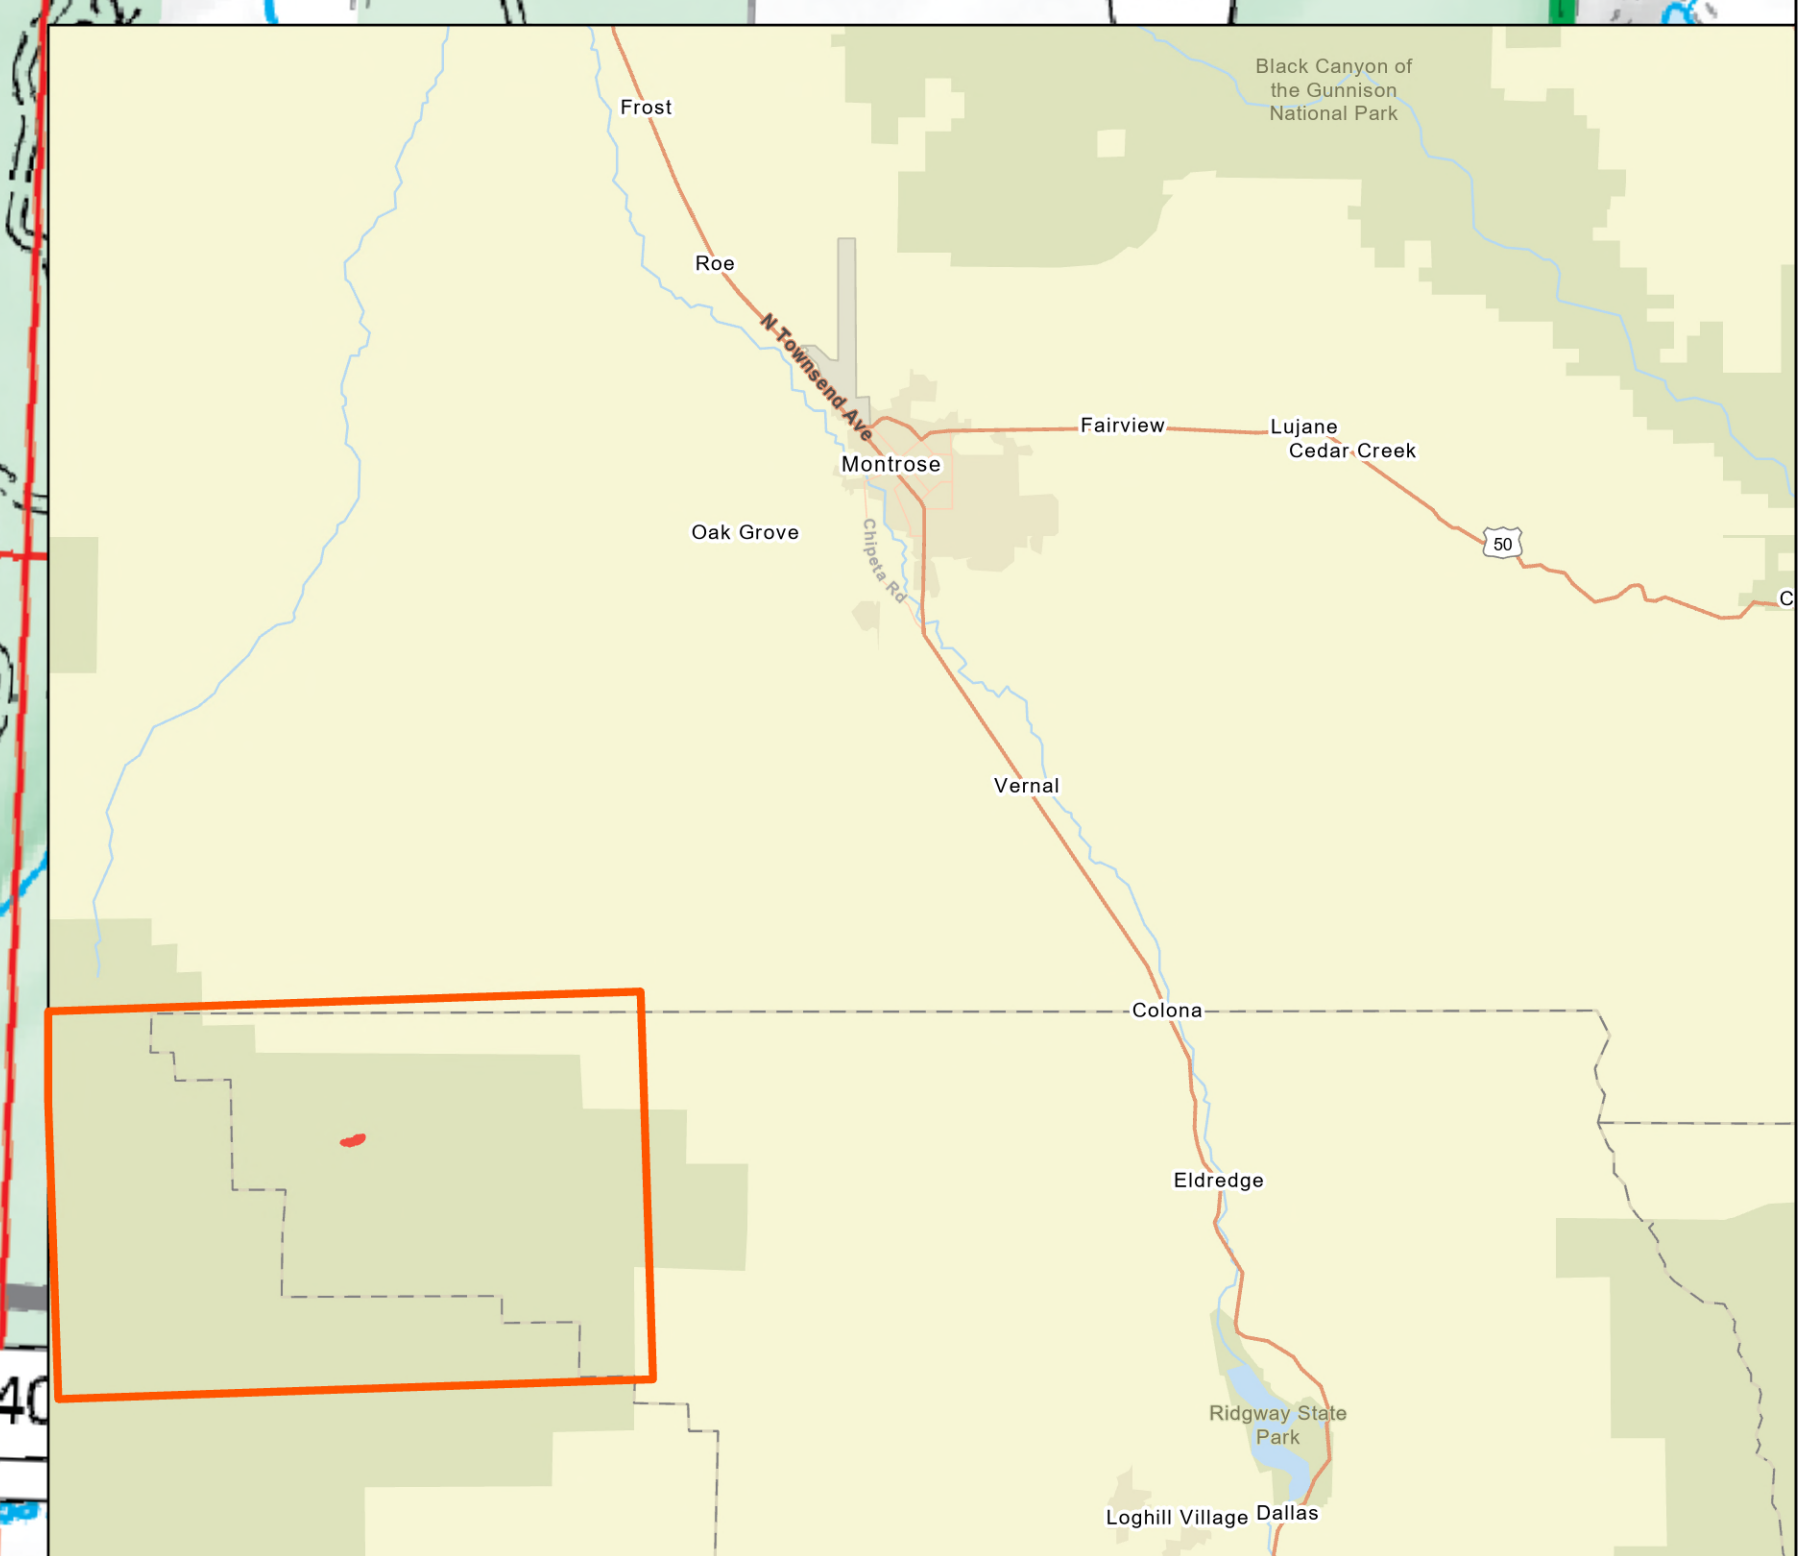 Black Canyon of
the Gunnison
National Park
Frost
Roe
N Townsend Ave
Fairview
Lujane
Cedar Creek
Montrose
Oak Grove
Chipeta Rd
50
C
Vernal
Colona
Eldredge
40
Ridgway State
Park
Loghill Village
Dallas